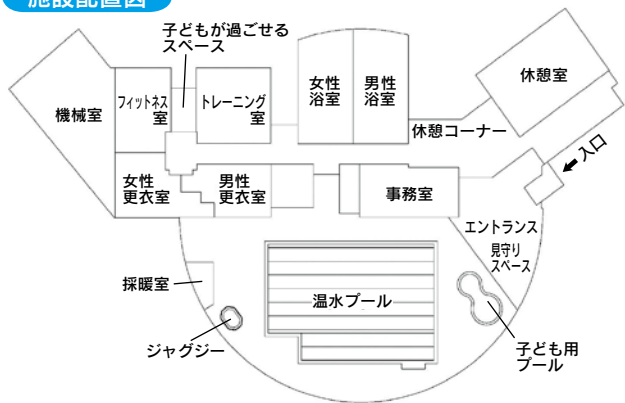 施設配置図
子どもが過ごせる
スペース
機械室
フィットネス
室
トレーニング
室
女性
浴室
男性
浴室
休憩室
休憩コーナー
入口
女性
更衣室
男性
更衣室
事務室
エントランス
見守り
スペース
採暖室
温水プール
ジャグジー
子ども用
プール